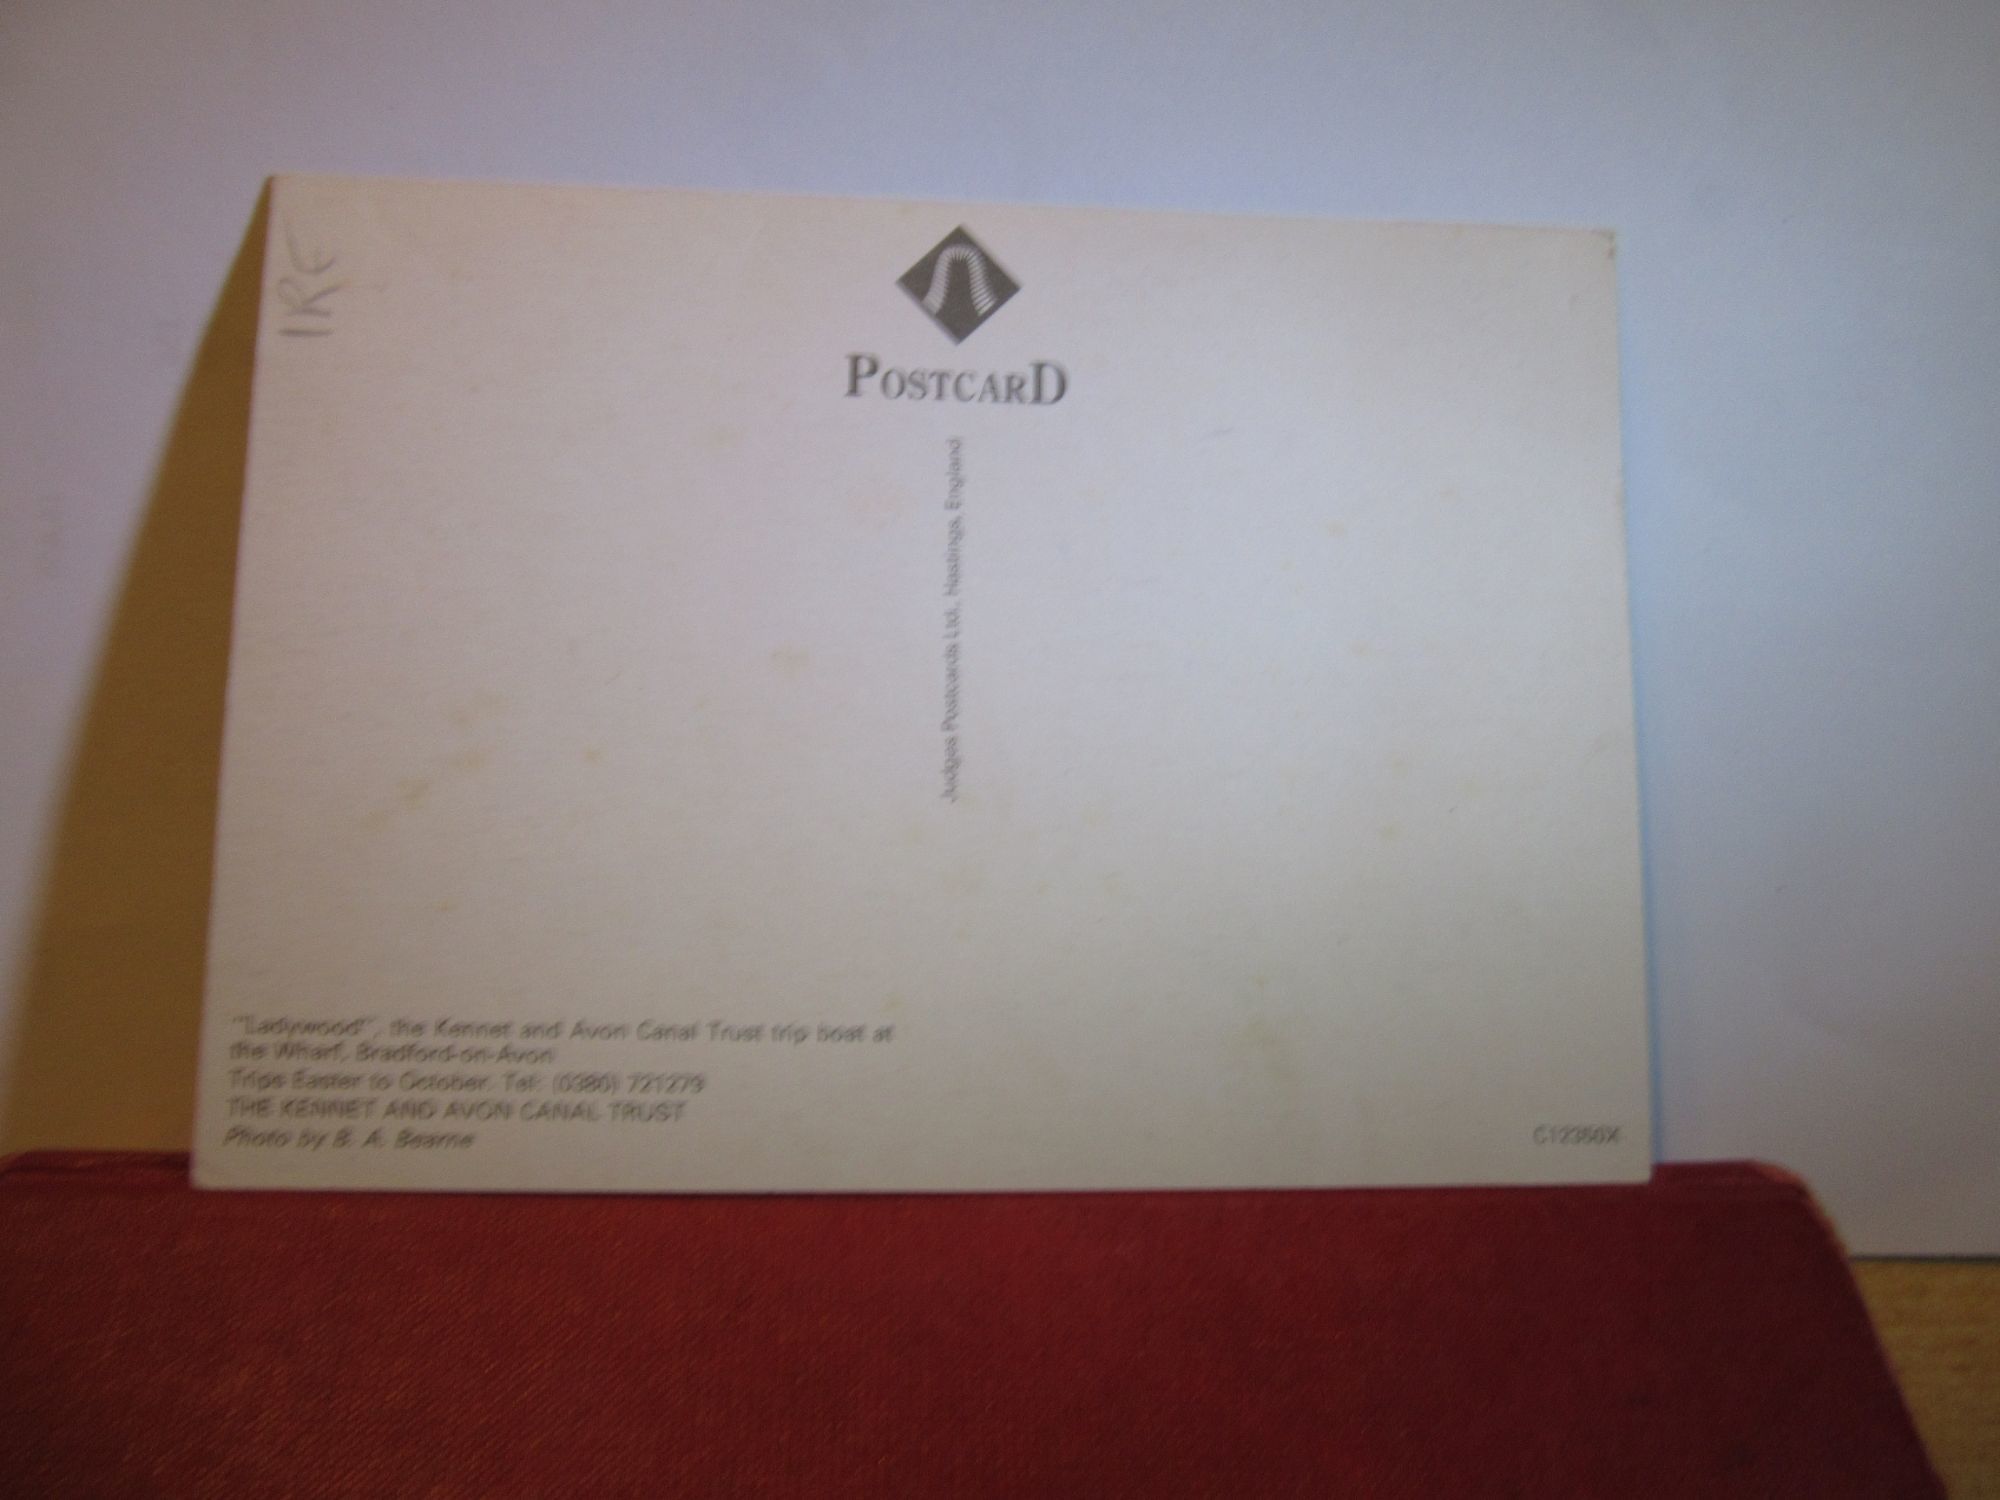 IRE
POSTCARD
Judges Postcards Ltd., Hastings, England
"Ladywood", the Kennet and Avon Canal Trust trip boat at
the Wharf, Bradford-on-Avon
Trips Easter to October. Tel: (0380) 721279
THE KENNET AND AVON CANAL TRUST
Photo by B. A. Bearne